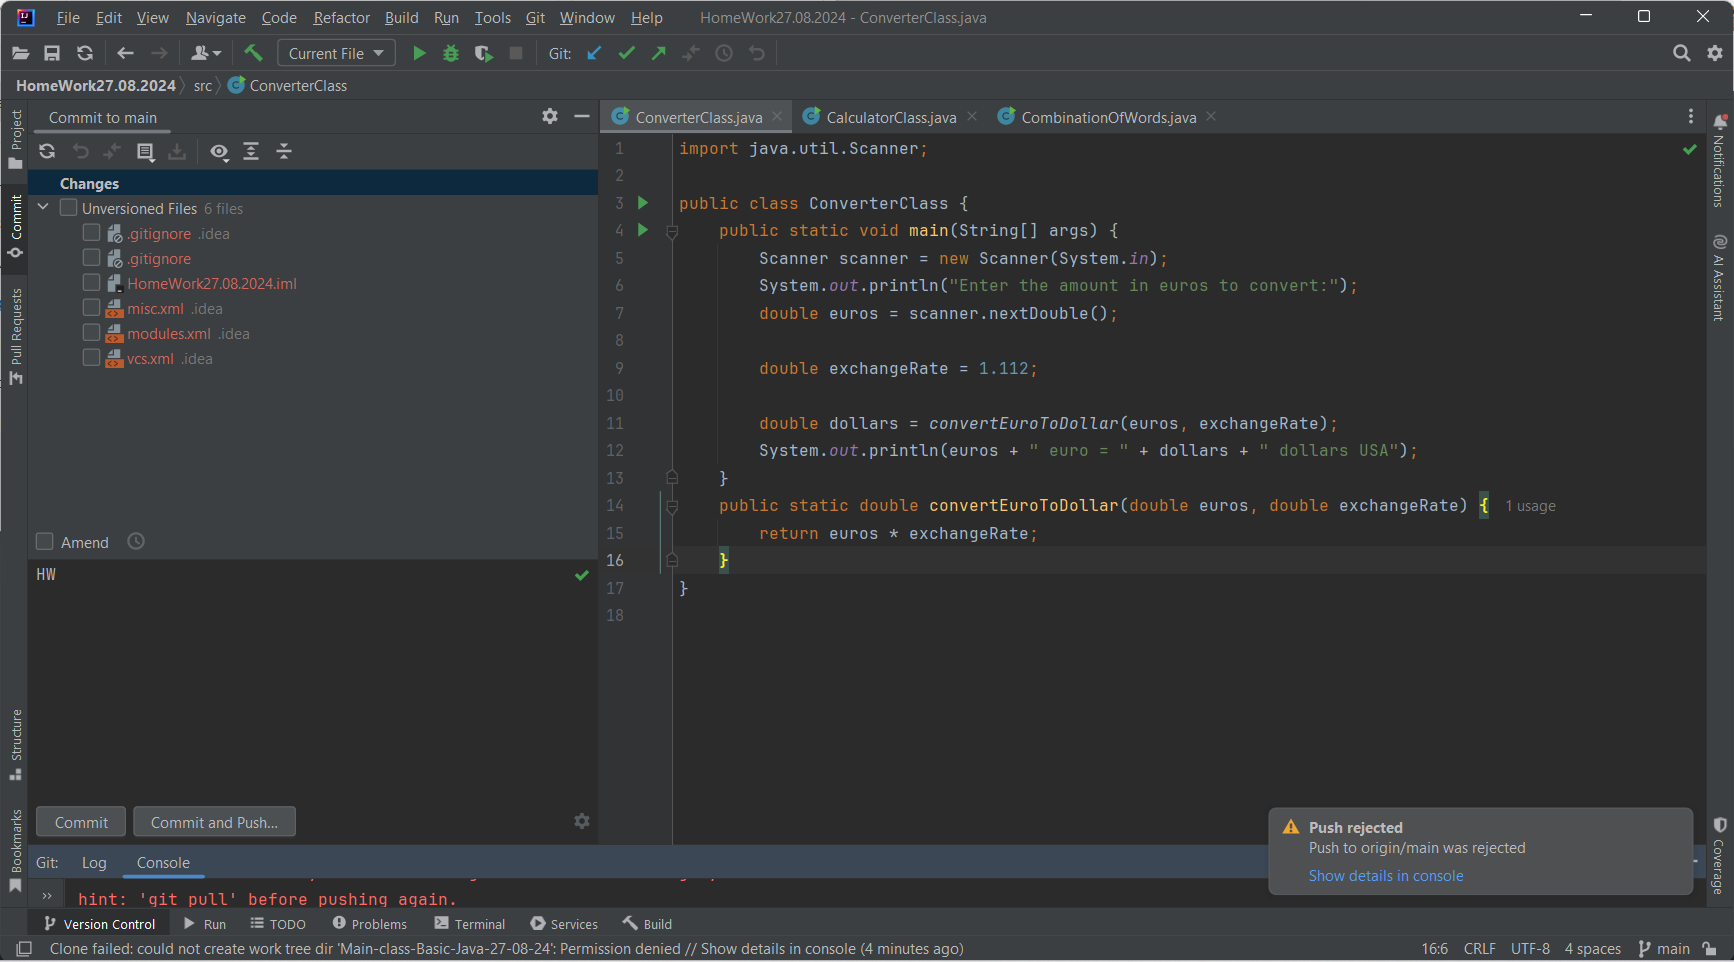 File Edit View Navigate Code Refactor Build Run Tools Git Window Help HomeWork27.08.2024 - ConverterClass.java
Current File Git:
HomeWork27.08.2024 src ConverterClass
Project
Commit
Pull Requests
Structure
Bookmarks
Commit to main
Changes
Unversioned Files 6 files
.gitignore .idea
.gitignore
HomeWork27.08.2024.iml
misc.xml .idea
modules.xml .idea
vcs.xml .idea
Amend
HW
Commit Commit and Push...
ConverterClass.java CalculatorClass.java CombinationOfWords.java
1 import java.util.Scanner;
2
3 public class ConverterClass {
4 public static void main(String[] args) {
5 Scanner scanner = new Scanner(System.in);
6 System.out.println("Enter the amount in euros to convert:");
7 double euros = scanner.nextDouble();
8
9 double exchangeRate = 1.112;
10
11 double dollars = convertEuroToDollar(euros, exchangeRate);
12 System.out.println(euros + " euro = " + dollars + " dollars USA");
13 }
14 public static double convertEuroToDollar(double euros, double exchangeRate) { 1 usage
15 return euros * exchangeRate;
16 }
17 }
18
Notifications
AI Assistant
Coverage
Push rejected
Push to origin/main was rejected
Show details in console
Git: Log Console
hint: 'git pull' before pushing again.
Version Control Run TODO Problems Terminal Services Build
Clone failed: could not create work tree dir 'Main-class-Basic-Java-27-08-24': Permission denied // Show details in console (4 minutes ago) 16:6 CRLF UTF-8 4 spaces main